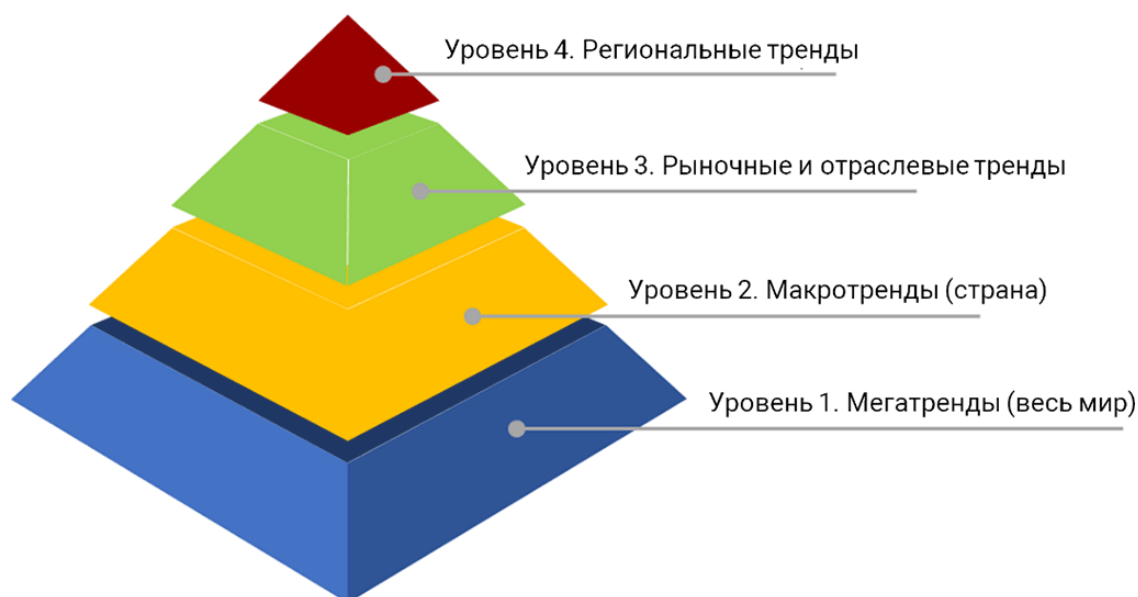 Уровень 4. Региональные тренды
Уровень 3. Рыночные и отраслевые тренды
Уровень 2. Макротренды (страна)
Уровень 1. Мегатренды (весь мир)